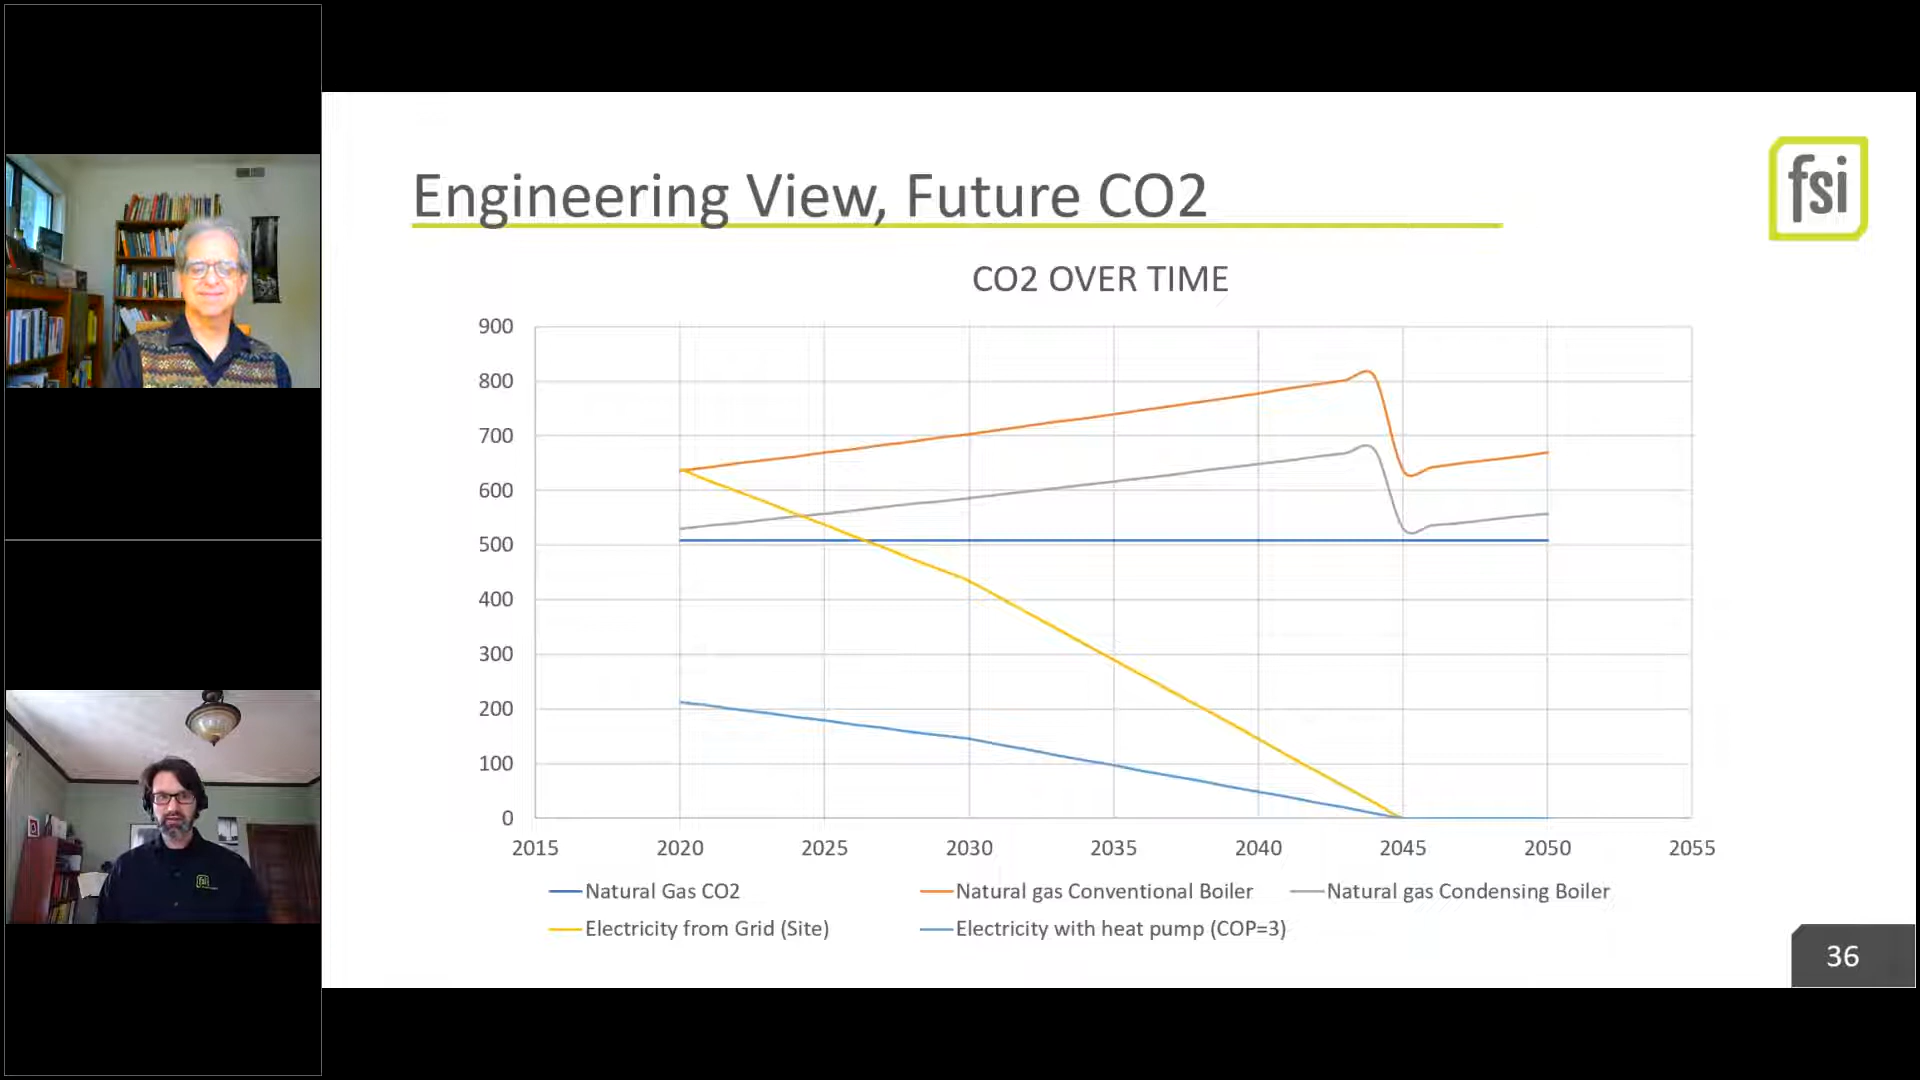 Engineering View, Future CO2
fsi
CO2 OVER TIME
900
800
700
600
500
400
300
200
100
0
2015 2020 2025 2030 2035 2040 2045 2050 2055
Natural Gas CO2 Natural gas Conventional Boiler Natural gas Condensing Boiler
Electricity from Grid (Site) Electricity with heat pump (COP=3)
36
fsi